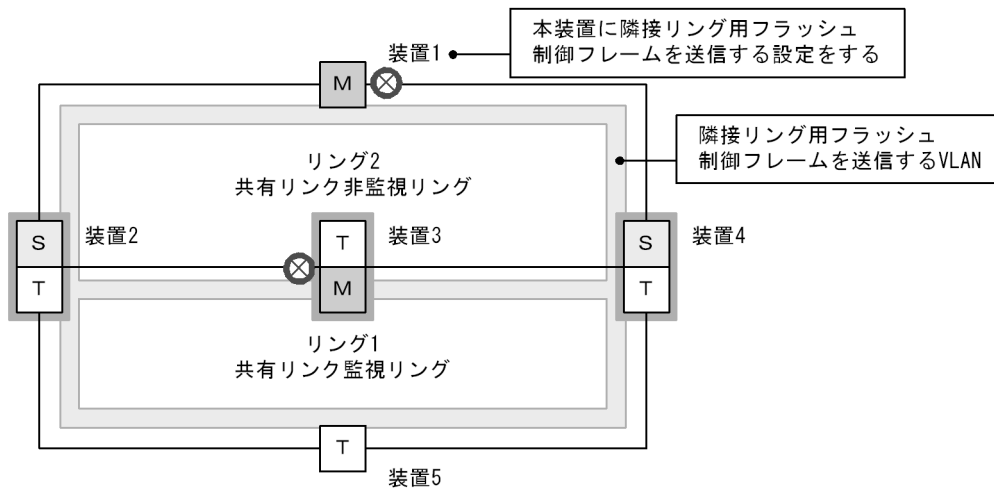 装置1
本装置に隣接リング用フラッシュ
制御フレームを送信する設定をする
M
隣接リング用フラッシュ
制御フレームを送信するVLAN
リング2
共有リンク非監視リング
S
装置2
T
装置3
S
装置4
T
M
T
リング1
共有リンク監視リング
T
装置5